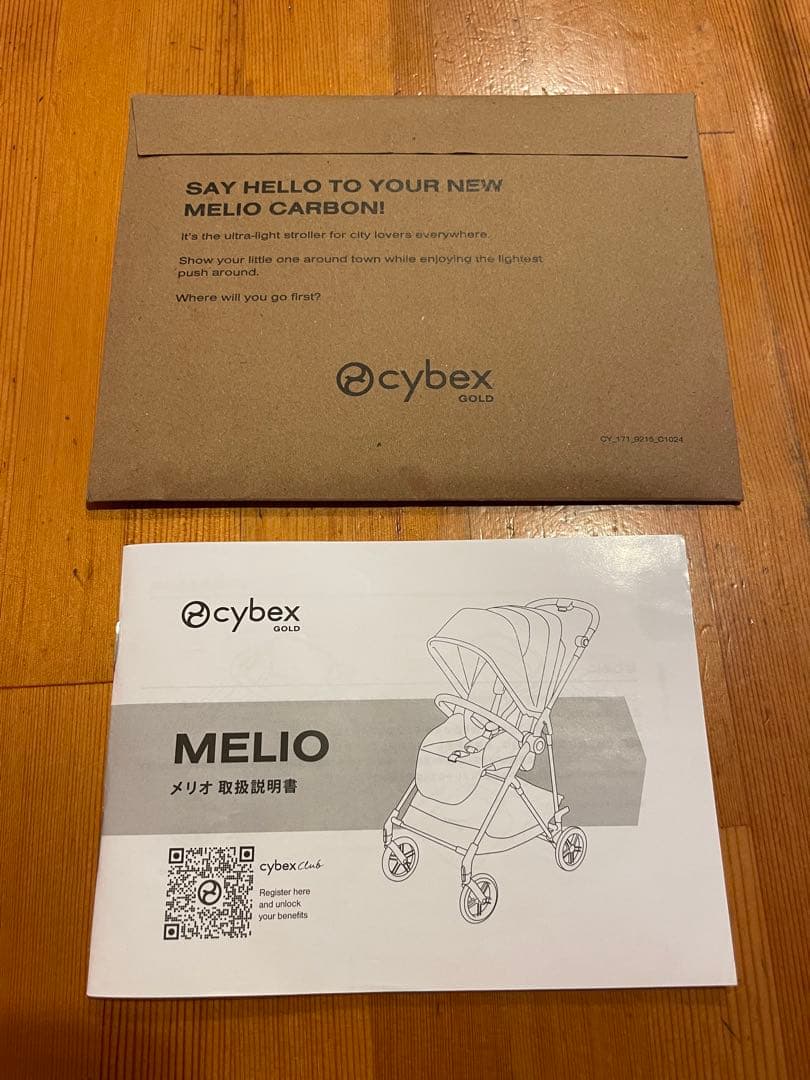 SAY HELLO TO YOUR NEW
MELIO CARBON!
It's the ultra-light stroller for city lovers everywhere.
Show your little one around town while enjoying the lightest
push around.
Where will you go first?
cybex
GOLD
CY_171_9215_C1024
cybex
GOLD
MELIO
メリオ 取扱説明書
cybex Club
Register here
and unlock
your benefits